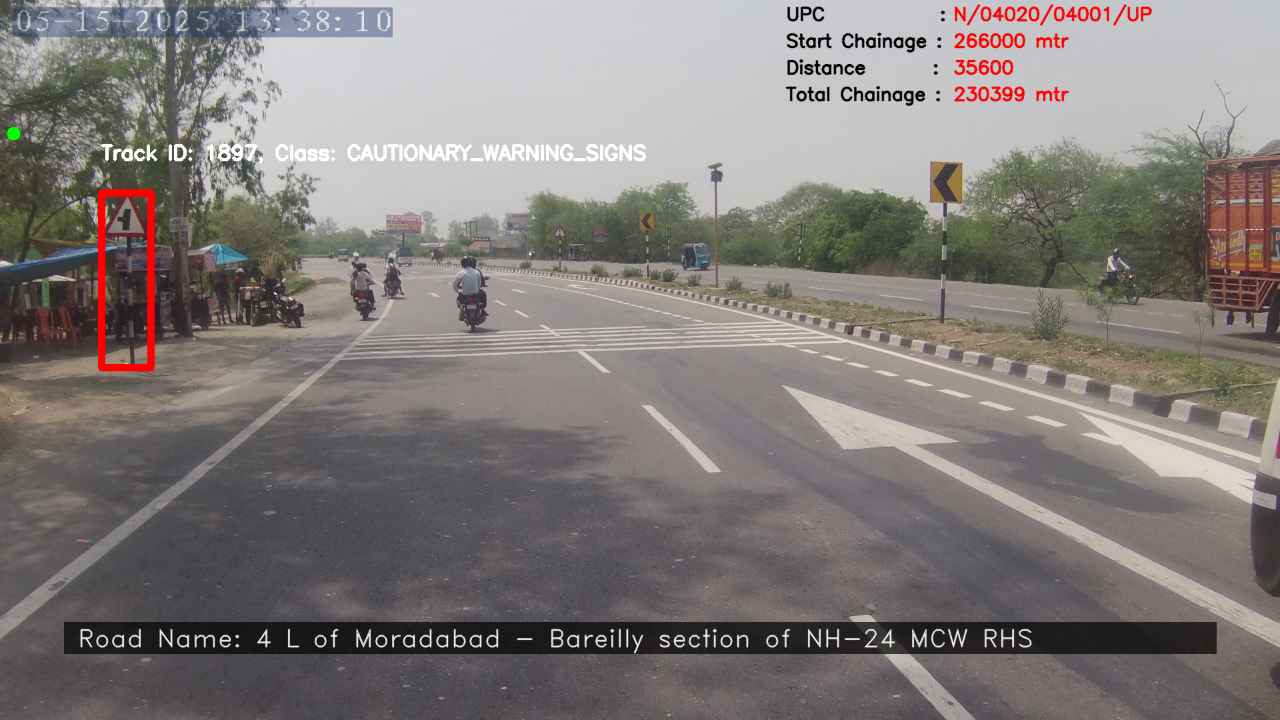 05-15-2025 13:38:10
UPC : N/04020/04001/UP
Start Chainage : 266000 mtr
Distance : 35600
Total Chainage : 230399 mtr
Track ID: 1897, Class: CAUTIONARY_WARNING_SIGNS
Road Name: 4 L of Moradabad - Bareilly section of NH-24 MCW RHS